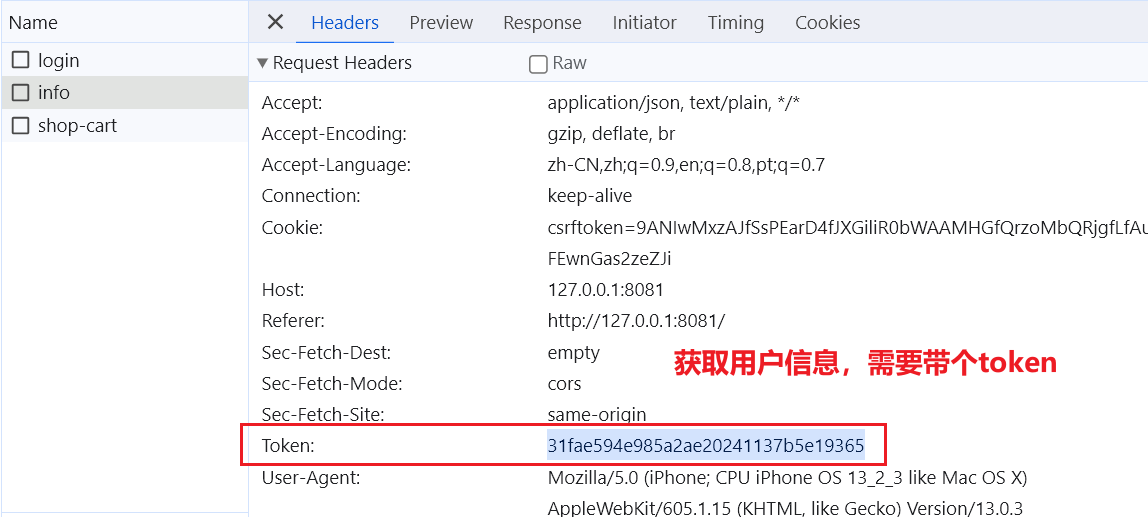 Name
Headers Preview Response Initiator Timing Cookies
login
info
shop-cart
Request Headers Raw
Accept: application/json, text/plain, */*
Accept-Encoding: gzip, deflate, br
Accept-Language: zh-CN,zh;q=0.9,en;q=0.8,pt;q=0.7
Connection: keep-alive
Cookie: csrftoken=9ANIwMxzAJfSsPEarD4fJXGiliR0bWAAMHGfQrzoMbQRjgfLfAu
FEwnGas2zeZJi
Host: 127.0.0.1:8081
Referer: http://127.0.0.1:8081/
Sec-Fetch-Dest: empty
获取用户信息，需要带个token
Sec-Fetch-Mode: cors
Sec-Fetch-Site: same-origin
Token: 31fae594e985a2ae20241137b5e19365
User-Agent: Mozilla/5.0 (iPhone; CPU iPhone OS 13_2_3 like Mac OS X)
AppleWebKit/605.1.15 (KHTML, like Gecko) Version/13.0.3